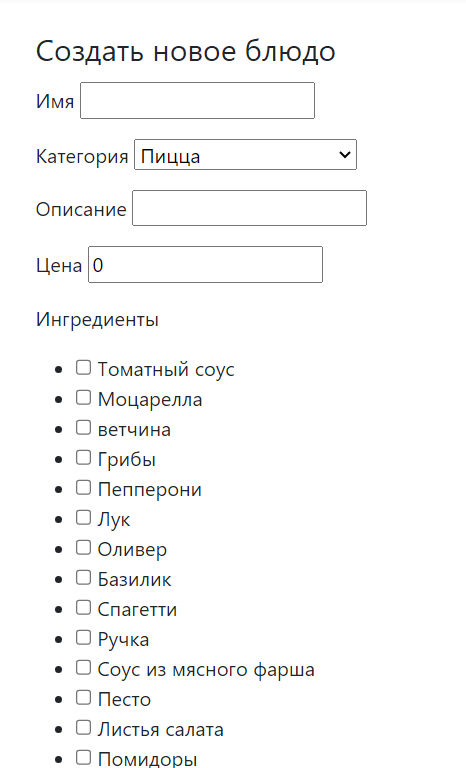 Создать новое блюдо
Имя
Категория Пицца
Описание
Цена 0
Ингредиенты
Томатный соус
Моцарелла
ветчина
Грибы
Пепперони
Лук
Оливер
Базилик
Спагетти
Ручка
Соус из мясного фарша
Песто
Листья салата
Помидоры